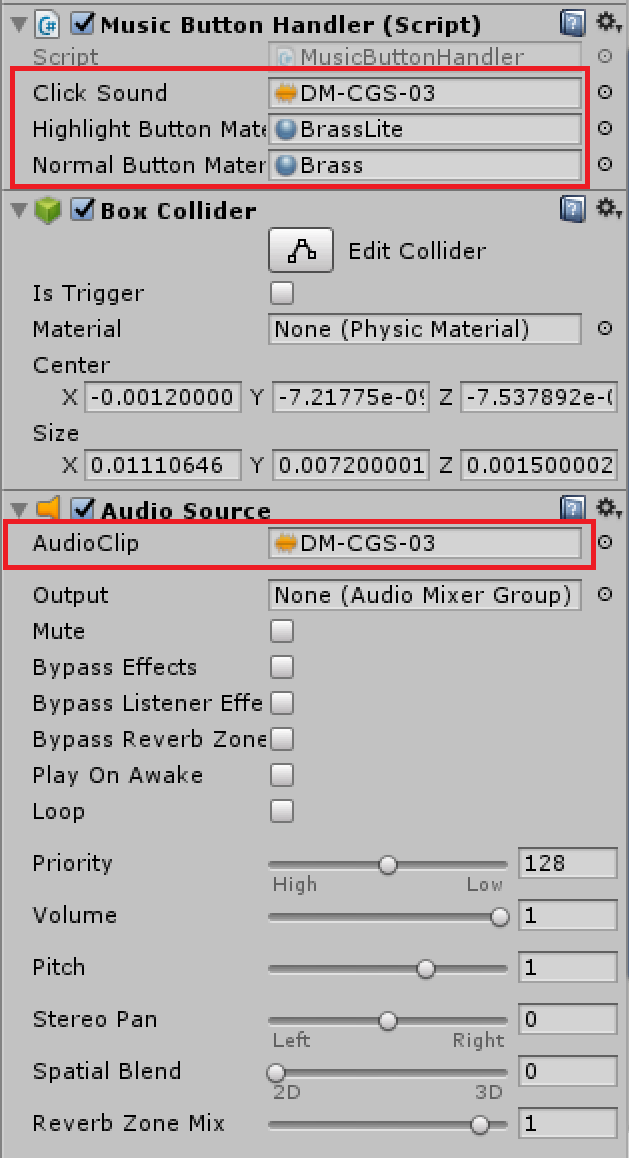 Music Button Handler (Script)
Script MusicButtonHandler
Click Sound DM-CGS-03
Highlight Button Mate BrassLite
Normal Button Mater Brass
Box Collider
Edit Collider
Is Trigger
Material None (Physic Material)
Center
X -0.00120000 Y -7.21775e-09 Z -7.537892e-(
Size
X 0.01110646 Y 0.007200001 Z 0.001500002
Audio Source
AudioClip DM-CGS-03
Output None (Audio Mixer Group)
Mute
Bypass Effects
Bypass Listener Effe
Bypass Reverb Zone
Play On Awake
Loop
Priority 128
High Low
Volume 1
Pitch 1
Stereo Pan 0
Left Right
Spatial Blend 0
2D 3D
Reverb Zone Mix 1